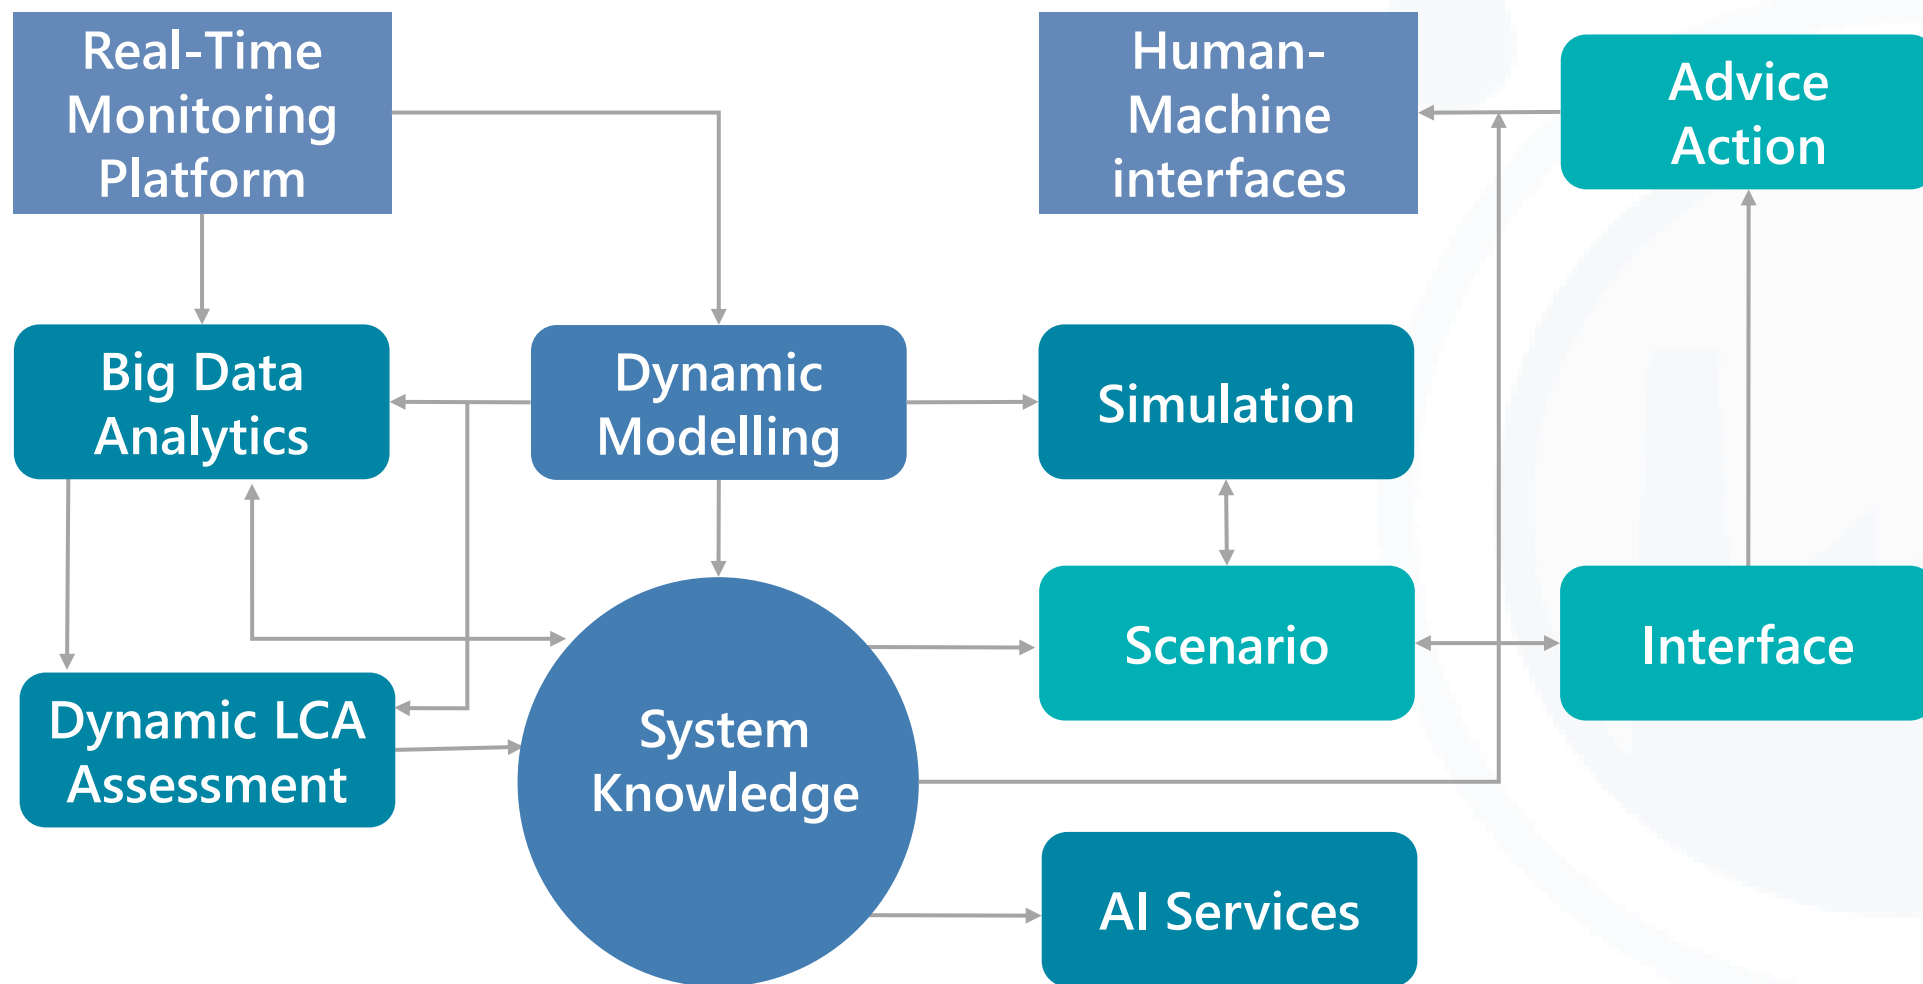 Real-Time
Monitoring
Platform
Human-
Machine
interfaces
Advice
Action
Big Data
Analytics
Dynamic
Modelling
Simulation
Scenario
Interface
Dynamic LCA
Assessment
System
Knowledge
AI Services